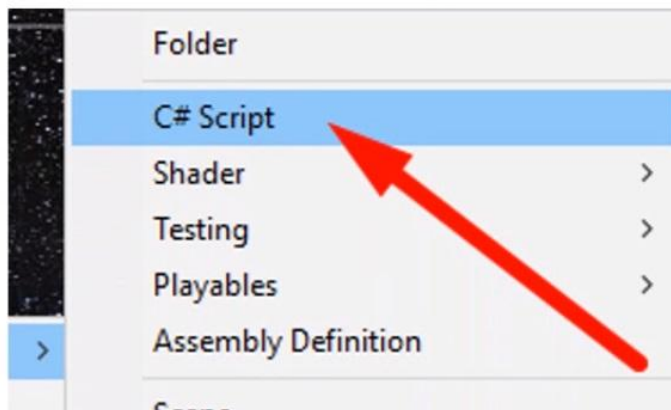 Folder
C# Script
Shader
Testing
Playables
Assembly Definition